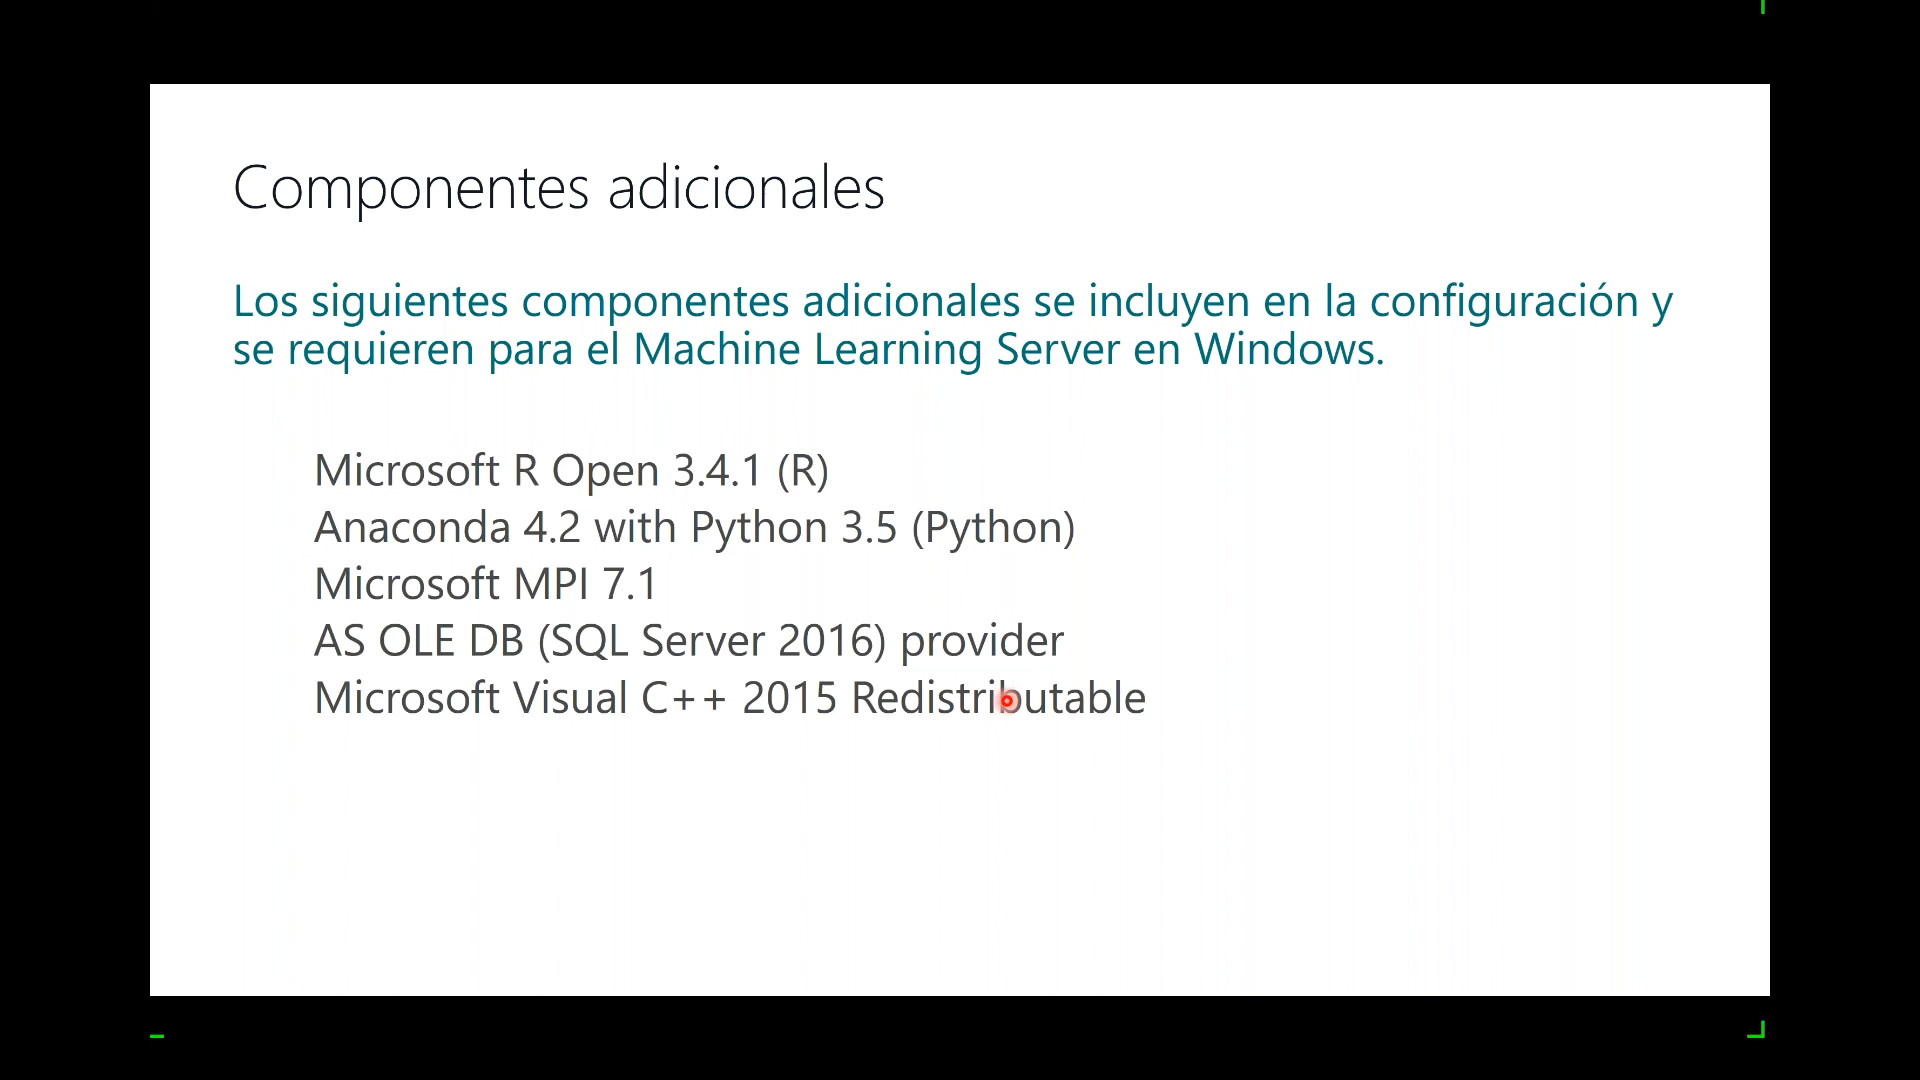 Componentes adicionales
Los siguientes componentes adicionales se incluyen en la configuración y
se requieren para el Machine Learning Server en Windows.
Microsoft R Open 3.4.1 (R)
Anaconda 4.2 with Python 3.5 (Python)
Microsoft MPI 7.1
AS OLE DB (SQL Server 2016) provider
Microsoft Visual C++ 2015 Redistributable